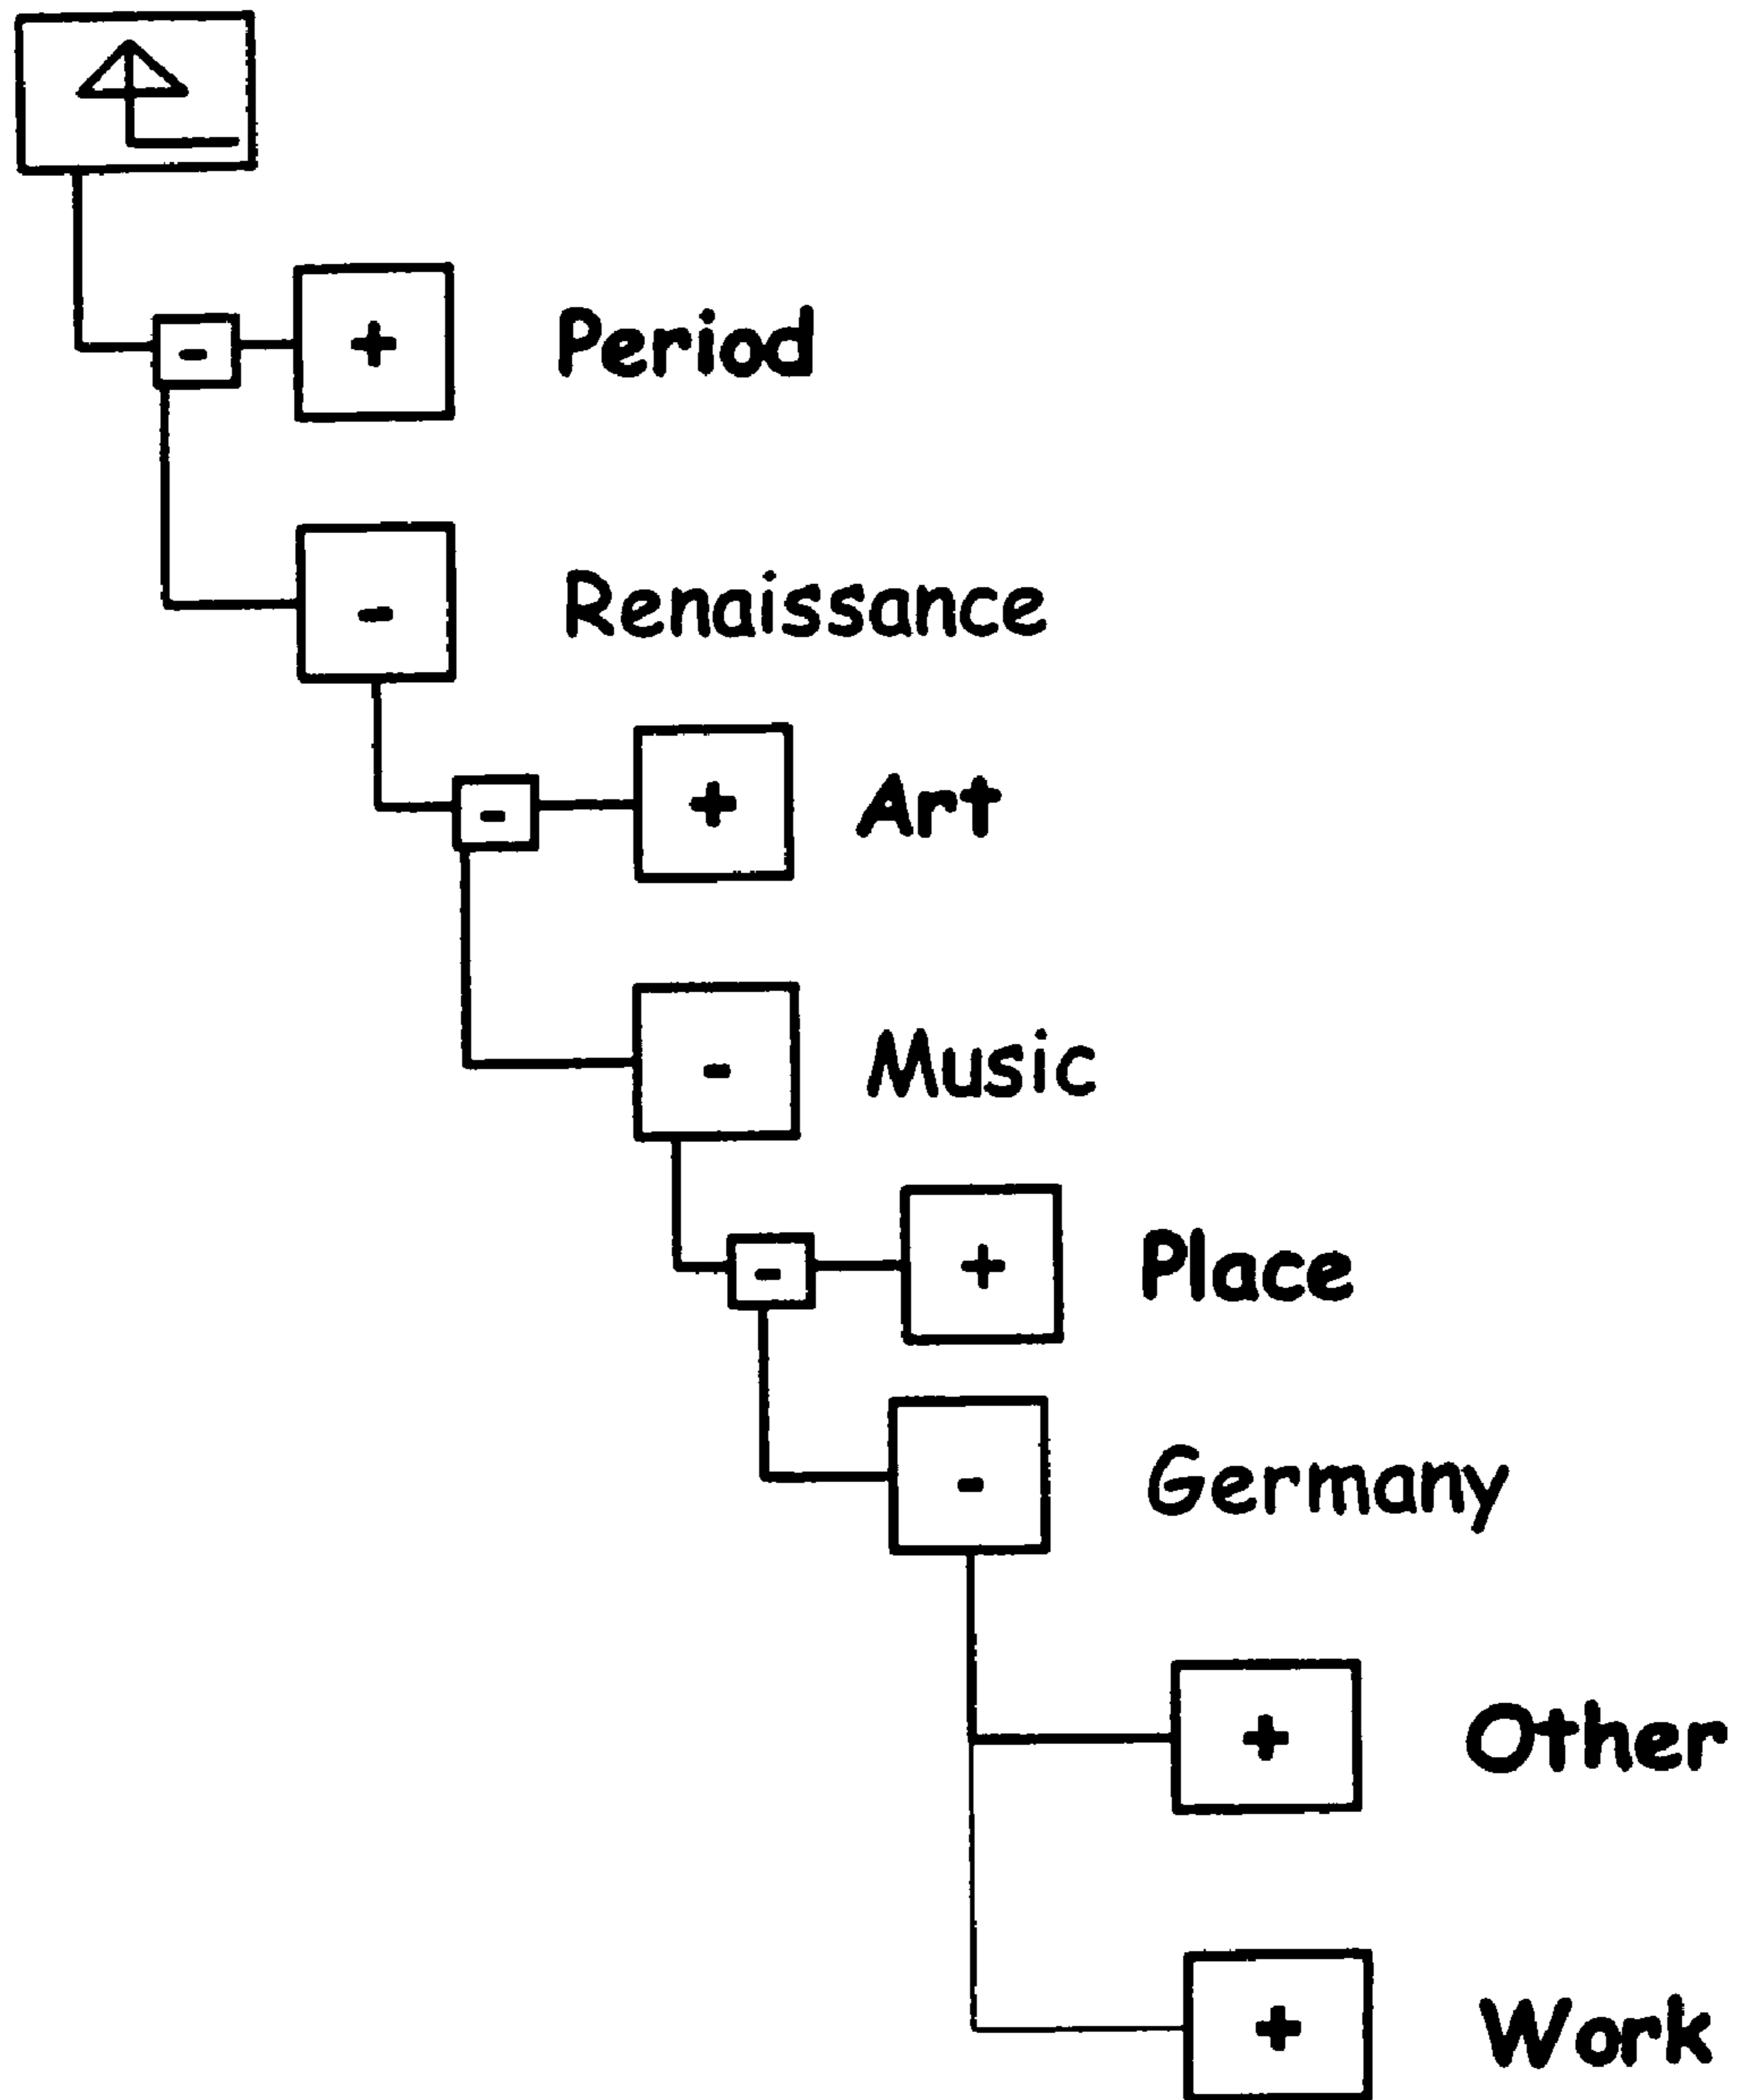 - + Period
- Renaissance
- + Art
- Music
- + Place
- Germany
+ Other
+ Work